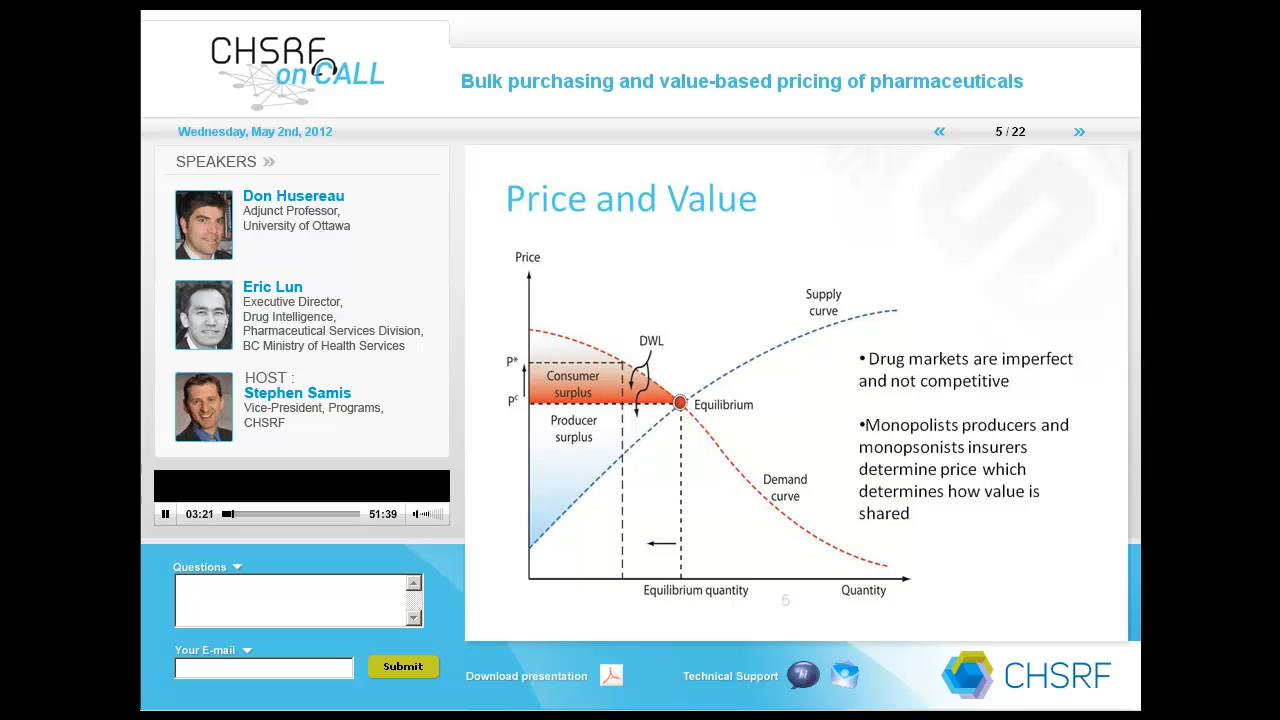 CHSRF
on CALL
Bulk purchasing and value-based pricing of pharmaceuticals
Wednesday, May 2nd, 2012
5 / 22
SPEAKERS
Don Husereau
Adjunct Professor,
University of Ottawa
Eric Lun
Executive Director,
Drug Intelligence,
Pharmaceutical Services Division,
BC Ministry of Health Services
HOST :
Stephen Samis
Vice-President, Programs,
CHSRF
03:21
51:39
Questions
Your E-mail
Submit
Price and Value
Price
Supply
curve
DWL
P*
Consumer
surplus
Pc
Equilibrium
Producer
surplus
Demand
curve
Equilibrium quantity
Quantity
5
• Drug markets are imperfect
and not competitive
•Monopolists producers and
monopsonists insurers
determine price which
determines how value is
shared
Download presentation
Technical Support
hi
CHSRF